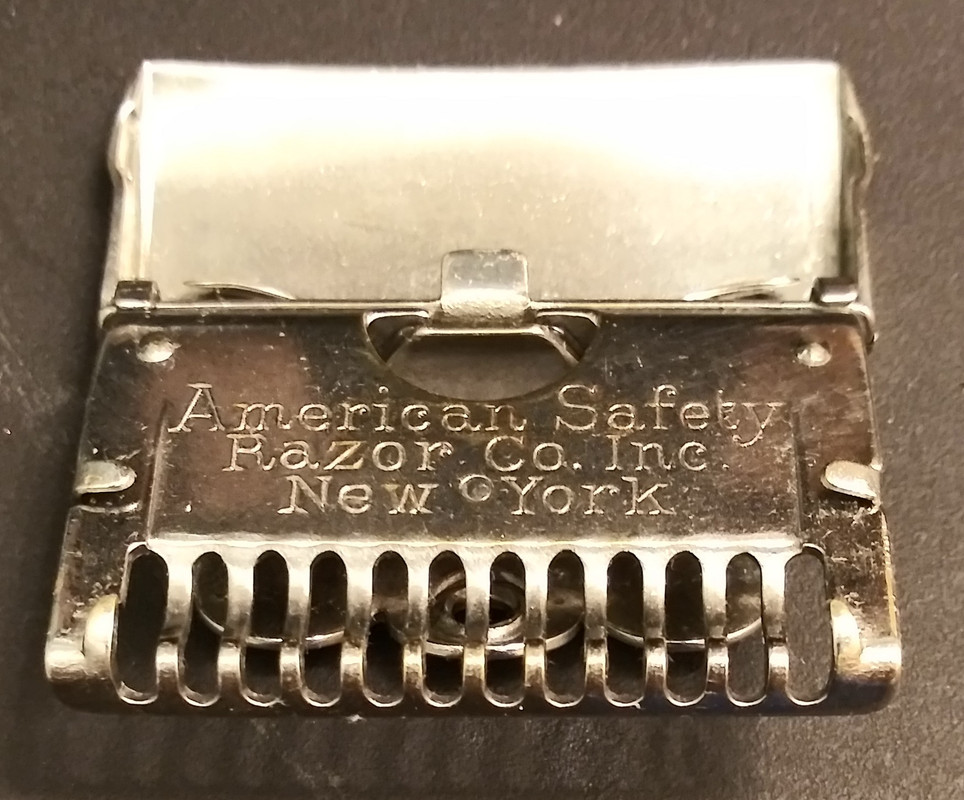 American Safety
Razor Co. Inc.
New © York